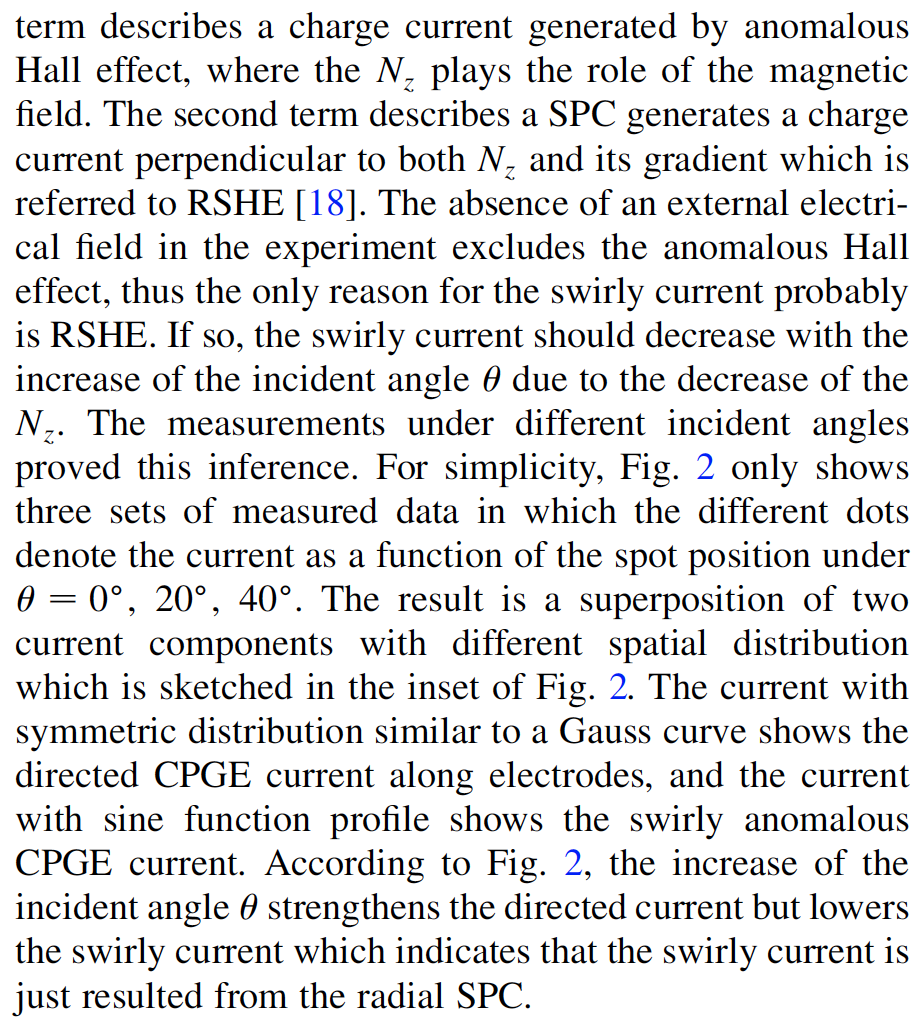 term describes a charge current generated by anomalous
Hall effect, where the N_z plays the role of the magnetic
field. The second term describes a SPC generates a charge
current perpendicular to both N_z and its gradient which is
referred to RSHE [18]. The absence of an external electri-
cal field in the experiment excludes the anomalous Hall
effect, thus the only reason for the swirly current probably
is RSHE. If so, the swirly current should decrease with the
increase of the incident angle θ due to the decrease of the
N_z. The measurements under different incident angles
proved this inference. For simplicity, Fig. 2 only shows
three sets of measured data in which the different dots
denote the current as a function of the spot position under
θ = 0°, 20°, 40°. The result is a superposition of two
current components with different spatial distribution
which is sketched in the inset of Fig. 2. The current with
symmetric distribution similar to a Gauss curve shows the
directed CPGE current along electrodes, and the current
with sine function profile shows the swirly anomalous
CPGE current. According to Fig. 2, the increase of the
incident angle θ strengthens the directed current but lowers
the swirly current which indicates that the swirly current is
just resulted from the radial SPC.